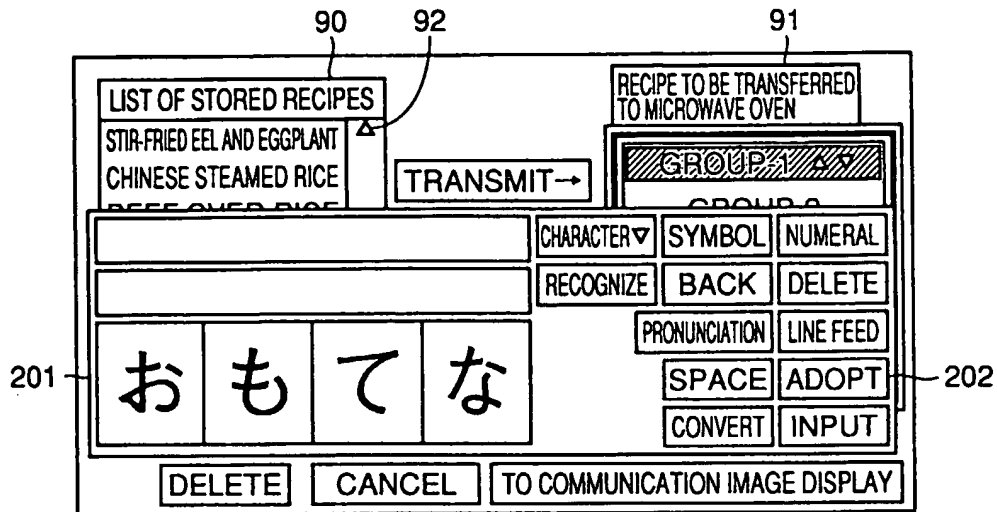 90 92 91
LIST OF STORED RECIPES
RECIPE TO BE TRANSFERRED
TO MICROWAVE OVEN
STIR-FRIED EEL AND EGGPLANT △
CHINESE STEAMED RICE
TRANSMIT→
GROUP-1 △ ▽
CHARACTER▽ SYMBOL NUMERAL
RECOGNIZE BACK DELETE
PRONUNCIATION LINE FEED
201 おもてな SPACE ADOPT 202
CONVERT INPUT
DELETE CANCEL TO COMMUNICATION IMAGE DISPLAY